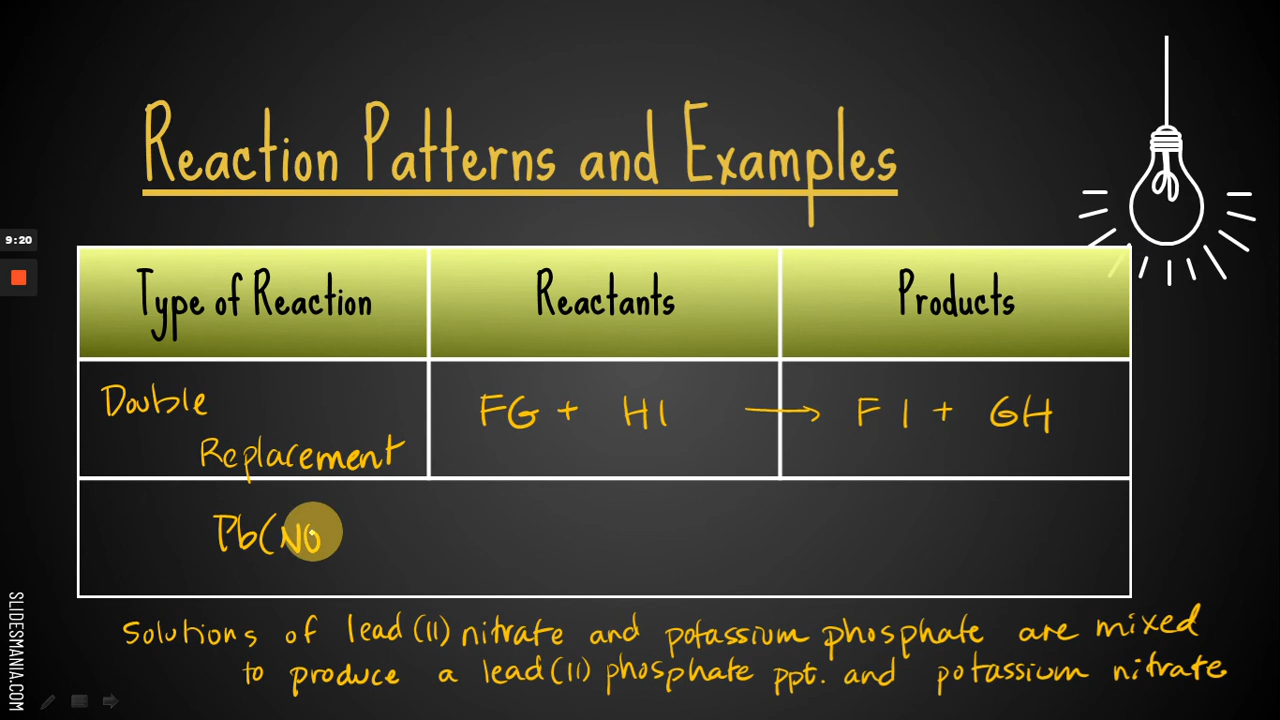 Reaction Patterns and Examples
9:20
Type of Reaction
Reactants
Products
Double
Replacement
FG + HI → FI + GH
Pb(NO
Solutions of lead (II) nitrate and potassium phosphate are mixed
to produce a lead (II) phosphate ppt. and potassium nitrate
SLIDESMANIA.COM